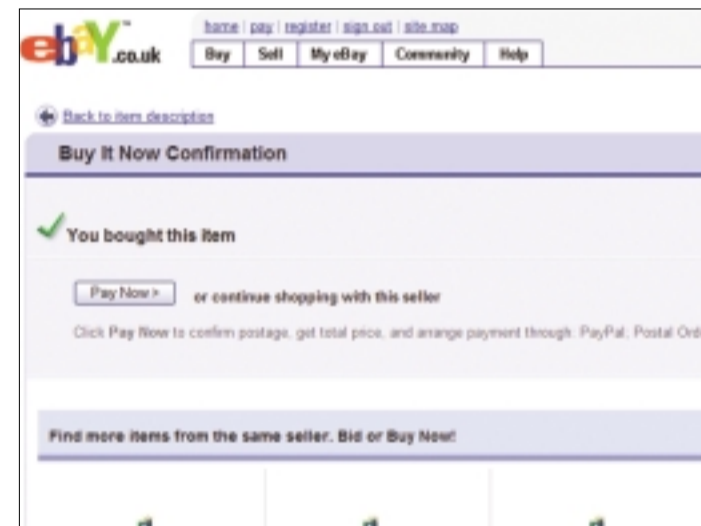 home | pay | register | sign out | site map
ebaY™.co.uk
Buy Sell My eBay Community Help
Back to item description
Buy It Now Confirmation
You bought this item
Pay Now > or continue shopping with this seller
Click Pay Now to confirm postage, get total price, and arrange payment through: PayPal; Postal Ord
Find more items from the same seller. Bid or Buy Now!